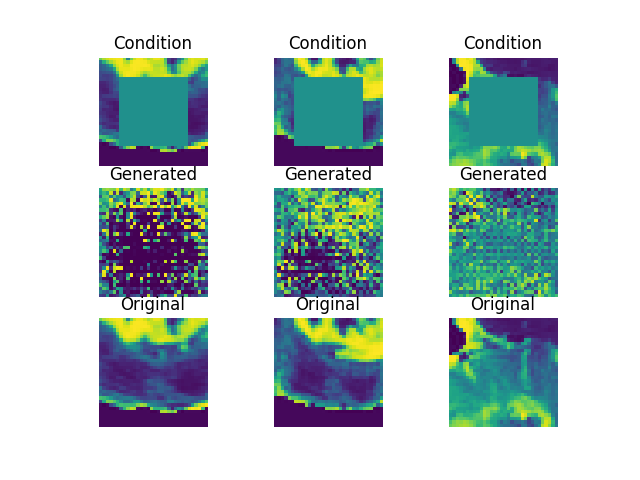 Condition Condition Condition
Generated Generated Generated
Original Original Original